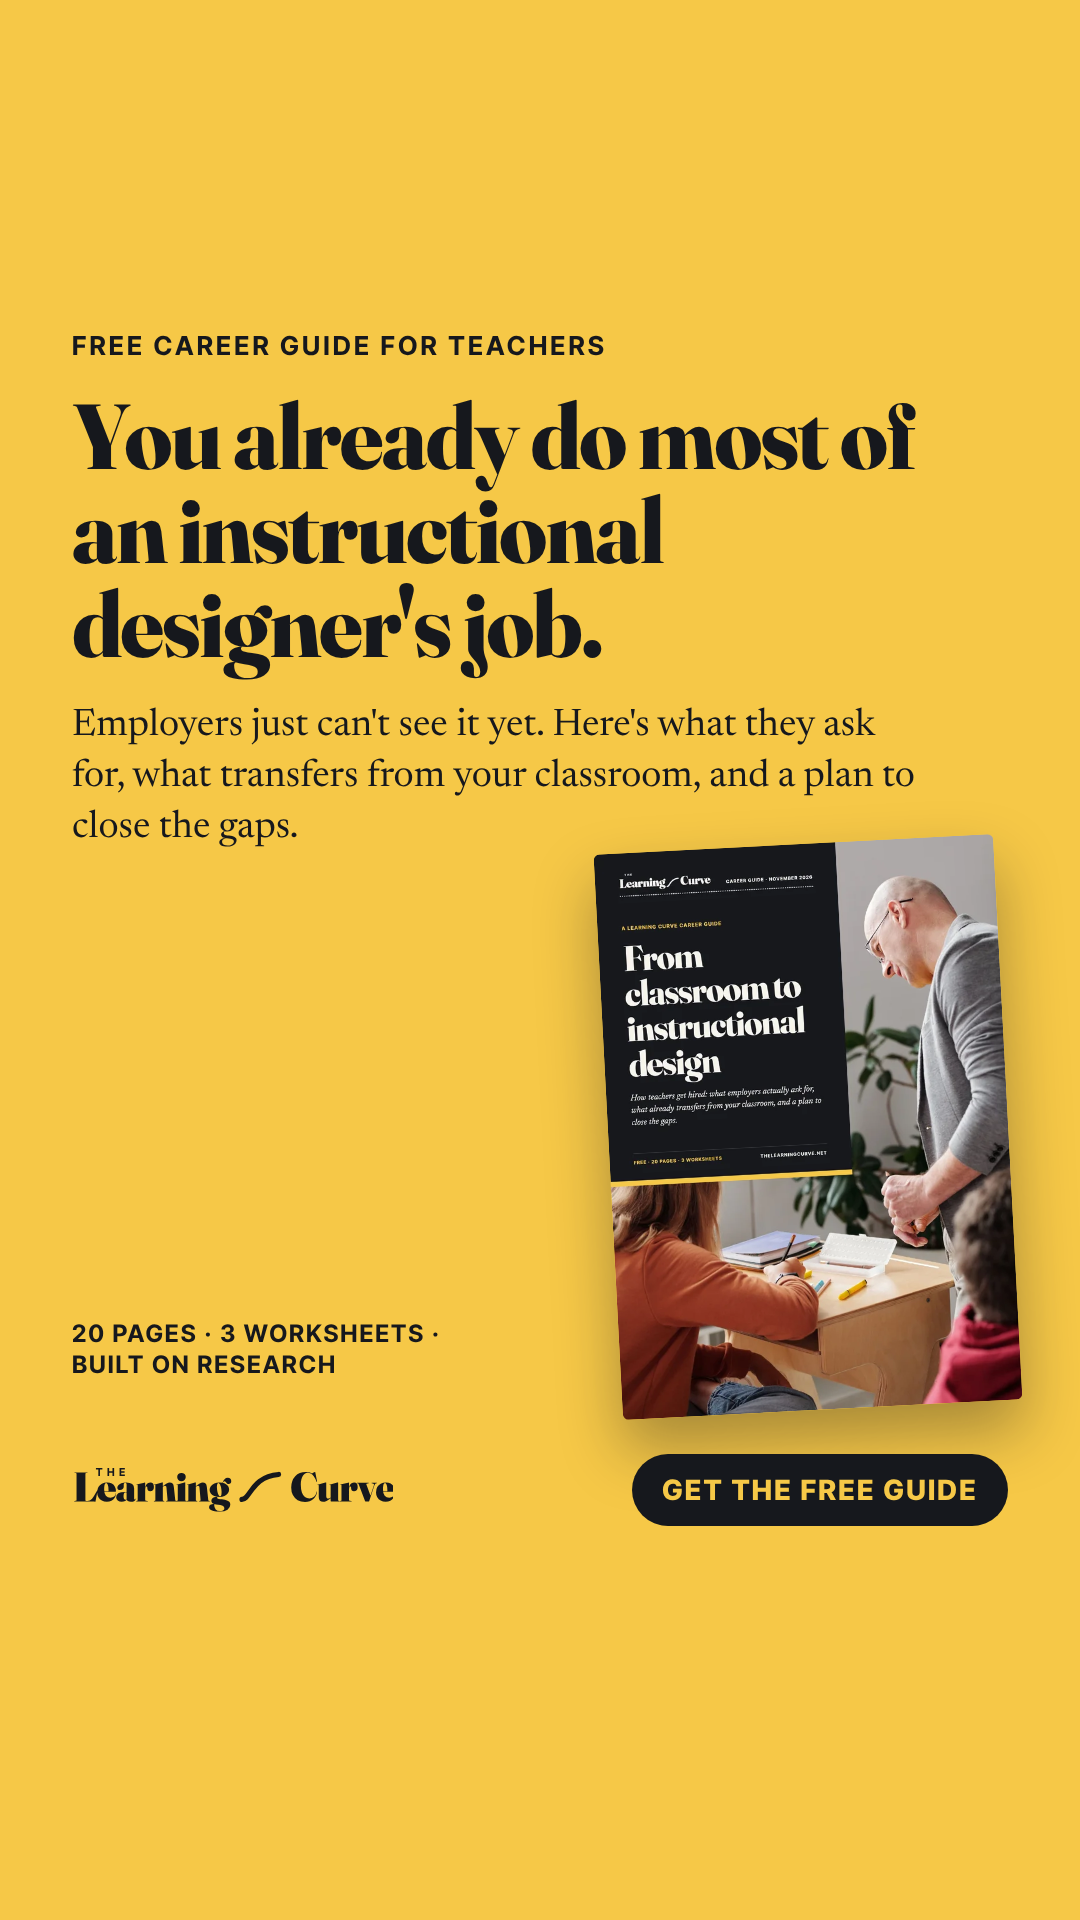 FREE CAREER GUIDE FOR TEACHERS
You already do most of
an instructional
designer's job.
Employers just can't see it yet. Here's what they ask
for, what transfers from your classroom, and a plan to
close the gaps.
THE
Learning Curve
CAREER GUIDE · NOVEMBER 2026
A LEARNING CURVE CAREER GUIDE
From
classroom to
instructional
design
How teachers get hired: what employers actually ask for,
what already transfers from your classroom, and a plan to
close the gaps.
FREE · 20 PAGES · 3 WORKSHEETS
THELEARNINGCURVE.NET
20 PAGES · 3 WORKSHEETS ·
BUILT ON RESEARCH
THE
Learning Curve
GET THE FREE GUIDE